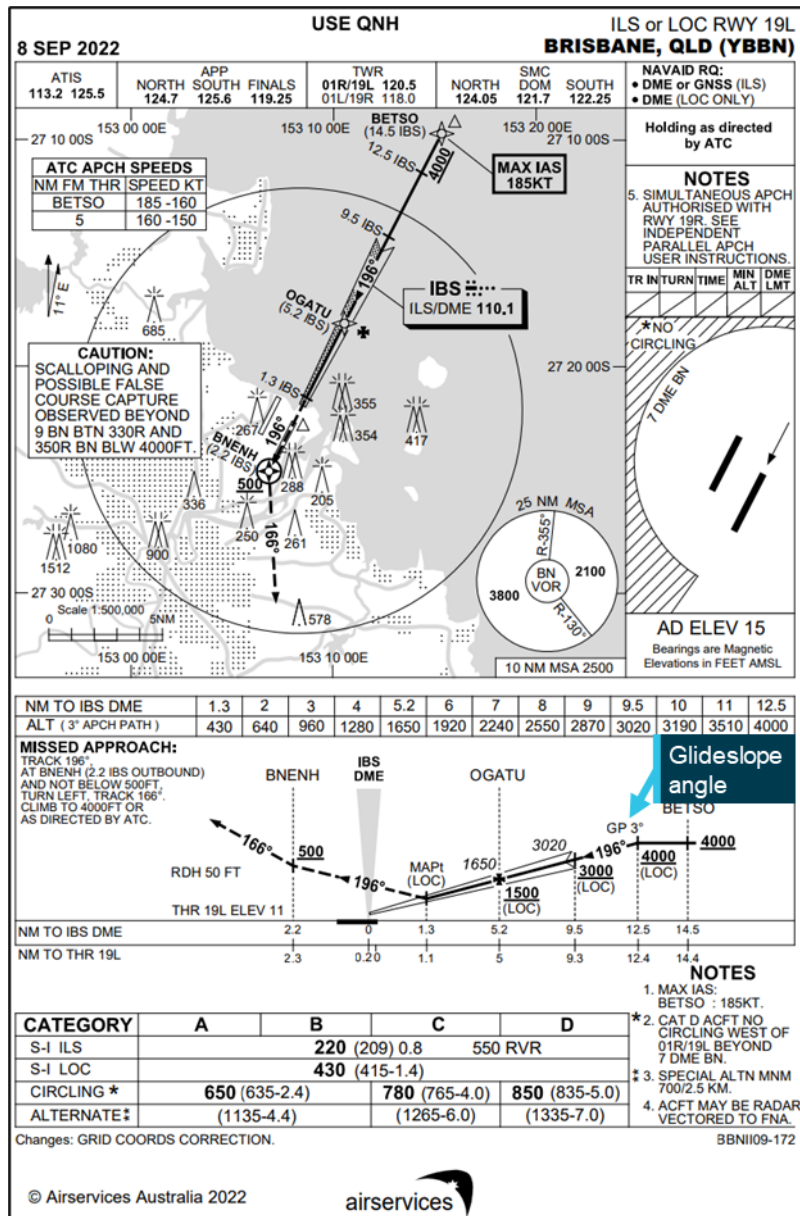 USE QNH
ILS or LOC RWY 19L
8 SEP 2022
BRISBANE, QLD (YBBN)
ATIS
113.2 125.5
APP
NORTH SOUTH FINALS
124.7 125.6 119.25
TWR
01R/19L 120.5
01L/19R 118.0
SMC
NORTH DOM SOUTH
124.05 121.7 122.25
NAVAID RQ:
• DME or GNSS (ILS)
• DME (LOC ONLY)
Holding as directed
by ATC
NOTES
5. SIMULTANEOUS APCH
AUTHORISED WITH
RWY 19R. SEE
INDEPENDENT
PARALLEL APCH
USER INSTRUCTIONS.
TR IN TURN TIME MIN ALT DME LMT
*NO
CIRCLING
7 DME BN
AD ELEV 15
Bearings are Magnetic
Elevations in FEET AMSL
153 00 00E
153 10 00E
153 20 00E
27 10 00S
27 10 00S
BETSO
(14.5 IBS)
12.5 IBS
4000
MAX IAS
185KT
ATC APCH SPEEDS
NM FM THR SPEED KT
BETSO 185 -160
5 160 -150
9.5 IBS
196°
IBS
ILS/DME 110.1
11° E
OGATU
(5.2 IBS)
685
27 20 00S
CAUTION:
SCALLOPING AND
POSSIBLE FALSE
COURSE CAPTURE
OBSERVED BEYOND
9 BN BTN 330R AND
350R BN BLW 4000FT.
1.3 IBS
267
196°
355
354
417
BNENH
(2.2 IBS)
500
288
205
336
250
261
166°
1080
1512
900
578
27 30 00S
Scale 1:500,000
0 5NM
153 00 00E
153 10 00E
25 NM MSA
R-355°
BN
VOR
3800
2100
R-130°
10 NM MSA 2500
NM TO IBS DME 1.3 2 3 4 5.2 6 7 8 9 9.5 10 11 12.5
ALT ( 3° APCH PATH ) 430 640 960 1280 1650 1920 2240 2550 2870 3020 3190 3510 4000
MISSED APPROACH:
TRACK 196°,
AT BNENH (2.2 IBS OUTBOUND)
AND NOT BELOW 500FT,
TURN LEFT, TRACK 166°.
CLIMB TO 4000FT OR
AS DIRECTED BY ATC.
BNENH
IBS
DME
OGATU
Glideslope
angle
BETSO
GP 3°
166°
500
196°
RDH 50 FT
THR 19L ELEV 11
MAPt
(LOC)
1650
1500
(LOC)
3020
3000
(LOC)
196°
4000
(LOC)
4000
NM TO IBS DME 2.2 0 1.3 5.2 9.5 12.5 14.5
NM TO THR 19L 2.3 0.2 0 1.1 5 9.3 12.4 14.4
NOTES
1. MAX IAS:
BETSO : 185KT.
*2. CAT D ACFT NO
CIRCLING WEST OF
01R/19L BEYOND
7 DME BN.
‡ 3. SPECIAL ALTN MNM
700/2.5 KM.
4. ACFT MAY BE RADAR
VECTORED TO FNA.
CATEGORY A B C D
S-I ILS 220 (209) 0.8 550 RVR
S-I LOC 430 (415-1.4)
CIRCLING * 650 (635-2.4) 780 (765-4.0) 850 (835-5.0)
ALTERNATE‡ (1135-4.4) (1265-6.0) (1335-7.0)
Changes: GRID COORDS CORRECTION.
BBNII09-172
© Airservices Australia 2022
airservices